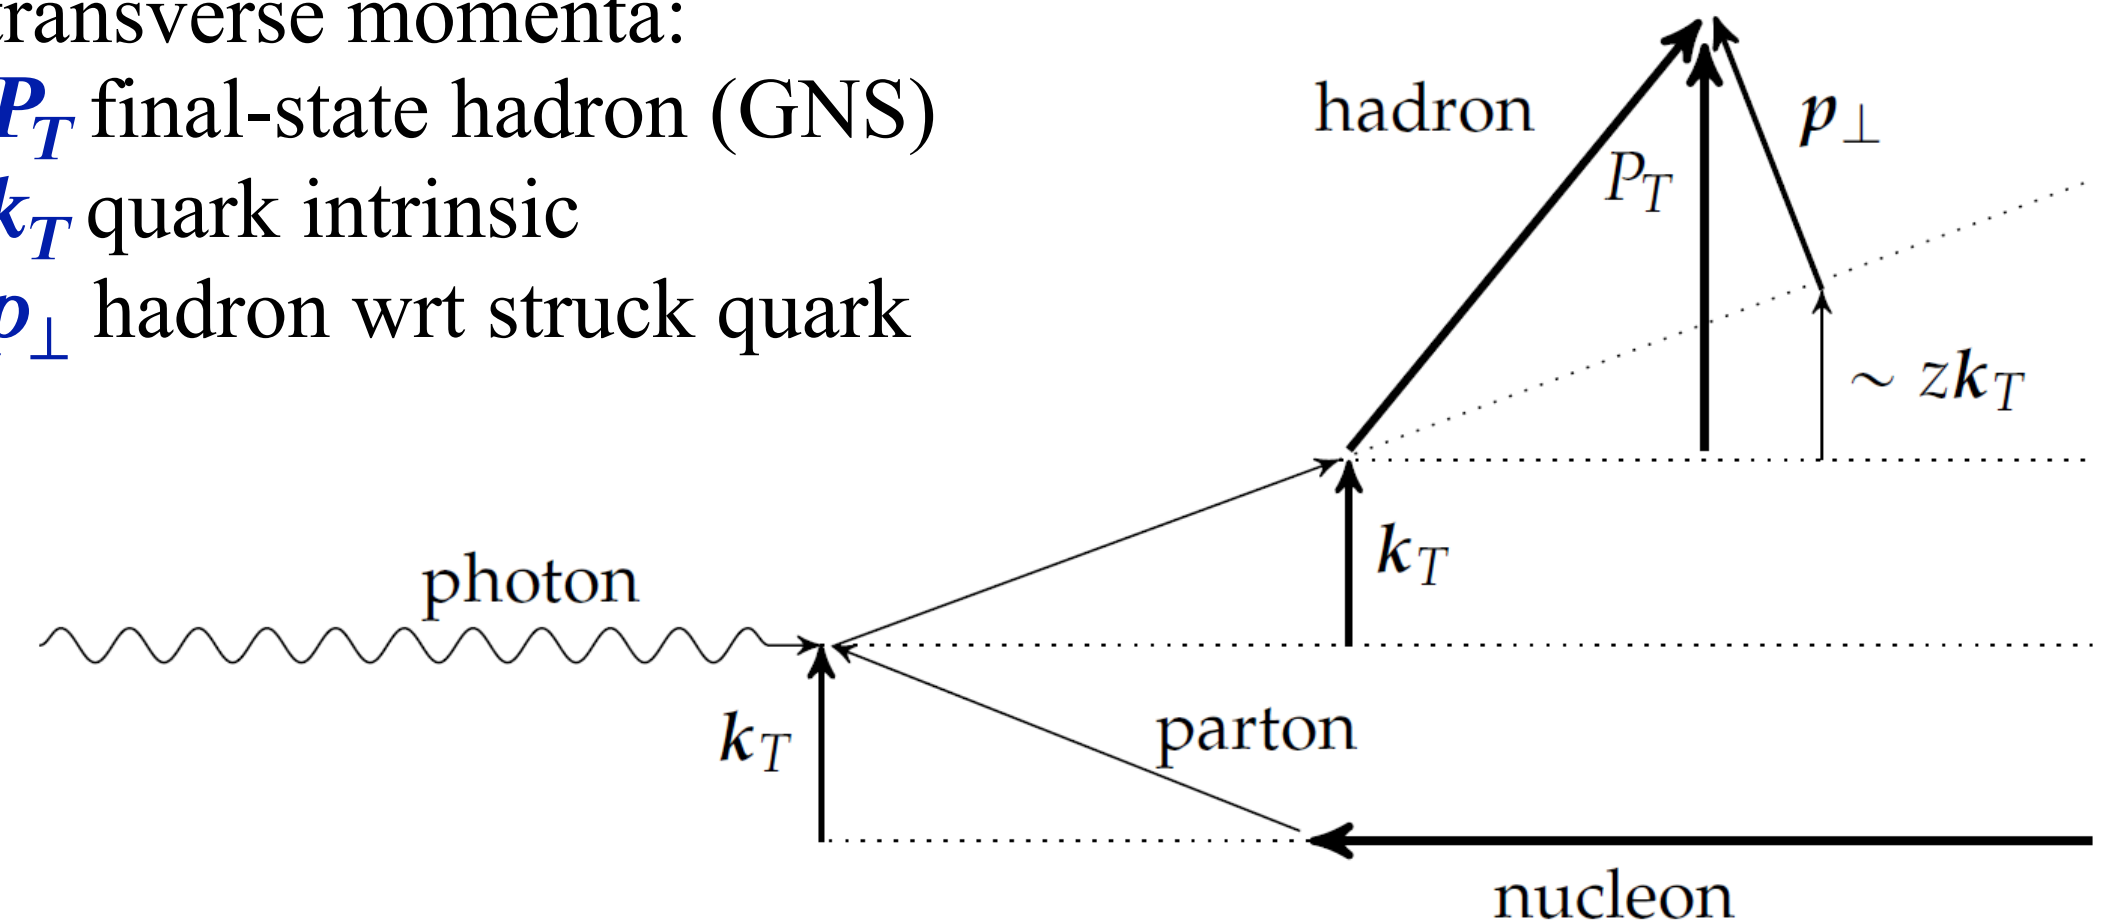 transverse momenta:
P_T final-state hadron (GNS)
k_T quark intrinsic
p_⊥ hadron wrt struck quark
hadron
P_T
p_⊥
~ zk_T
k_T
photon
k_T
parton
nucleon